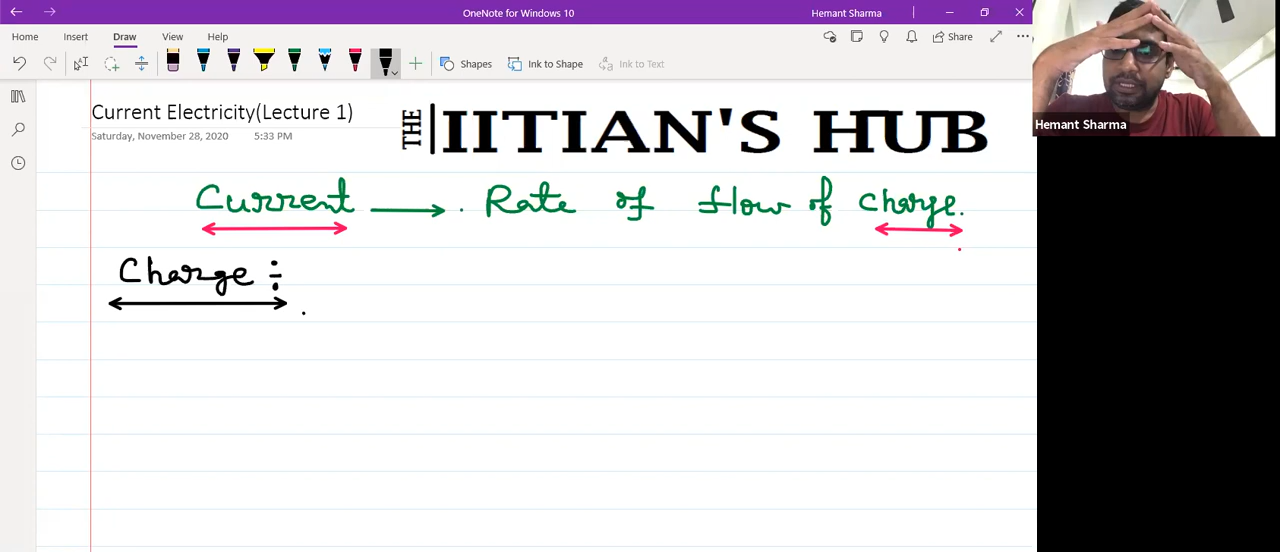 OneNote for Windows 10
Hemant Sharma
Home Insert Draw View Help
Share
Shapes Ink to Shape Ink to Text
Current Electricity(Lecture 1)
Saturday, November 28, 2020 5:33 PM
THE IITIAN'S HUB
Hemant Sharma
Current → Rate of flow of charge.
Charge ÷